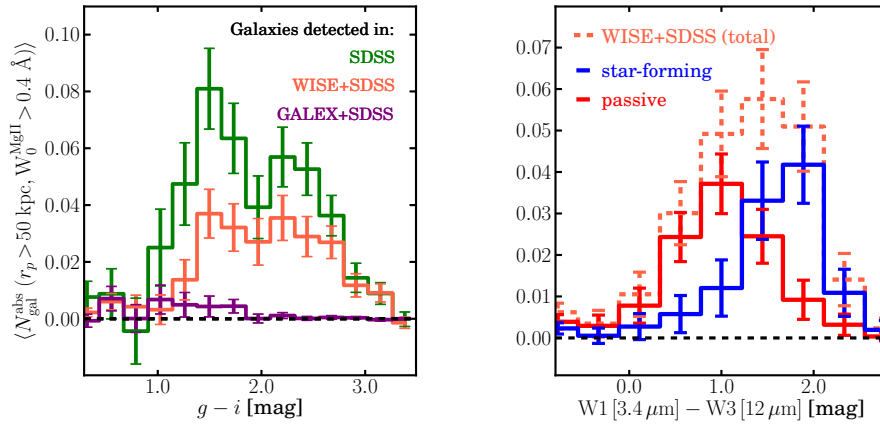 Galaxies detected in:
SDSS
WISE+SDSS
GALEX+SDSS
⟨N_gal^abs (r_p > 50 kpc, W_0^MgII > 0.4 Å)⟩
0.10
0.08
0.06
0.04
0.02
0.00
1.0 2.0 3.0
g − i [mag]
WISE+SDSS (total)
star-forming
passive
0.07
0.06
0.05
0.04
0.03
0.02
0.01
0.00
0.0 1.0 2.0
W1 [3.4 μm] − W3 [12 μm] [mag]